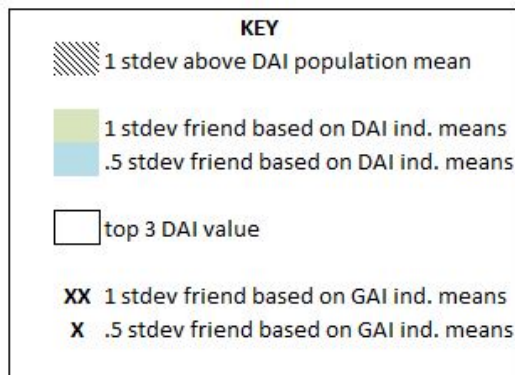 KEY
1 stdev above DAI population mean
1 stdev friend based on DAI ind. means
.5 stdev friend based on DAI ind. means
top 3 DAI value
XX 1 stdev friend based on GAI ind. means
X .5 stdev friend based on GAI ind. means